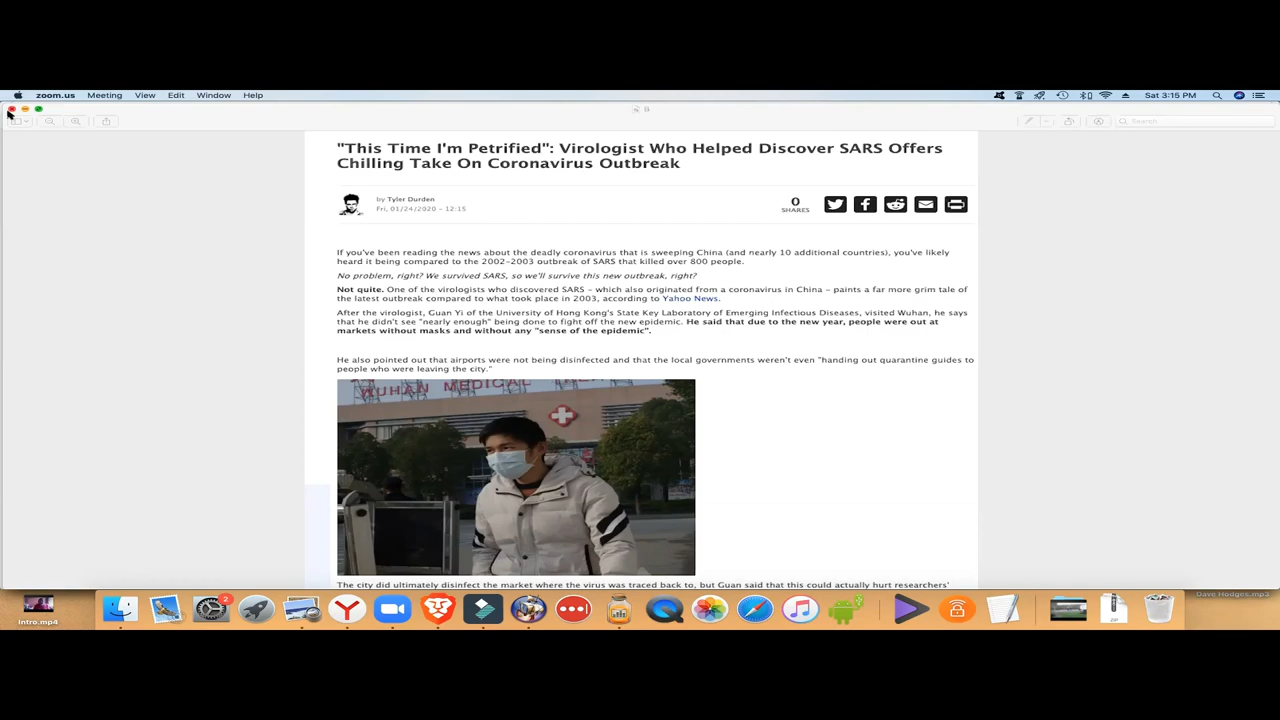 zoom.us Meeting View Edit Window Help
Sat 3:15 PM
B
Search
"This Time I'm Petrified": Virologist Who Helped Discover SARS Offers
Chilling Take On Coronavirus Outbreak
by Tyler Durden
Fri, 01/24/2020 - 12:15
0
SHARES
If you've been reading the news about the deadly coronavirus that is sweeping China (and nearly 10 additional countries), you've likely
heard it being compared to the 2002-2003 outbreak of SARS that killed over 800 people.
No problem, right? We survived SARS, so we'll survive this new outbreak, right?
Not quite. One of the virologists who discovered SARS - which also originated from a coronavirus in China - paints a far more grim tale of
the latest outbreak compared to what took place in 2003, according to Yahoo News.
After the virologist, Guan Yi of the University of Hong Kong's State Key Laboratory of Emerging Infectious Diseases, visited Wuhan, he says
that he didn't see "nearly enough" being done to fight off the new epidemic. He said that due to the new year, people were out at
markets without masks and without any "sense of the epidemic".
He also pointed out that airports were not being disinfected and that the local governments weren't even "handing out quarantine guides to
people who were leaving the city."
WUHAN MEDICAL
The city did ultimately disinfect the market where the virus was traced back to, but Guan said that this could actually hurt researchers'
2
Intro.mp4
ZIP
Dave Hodges.mp3